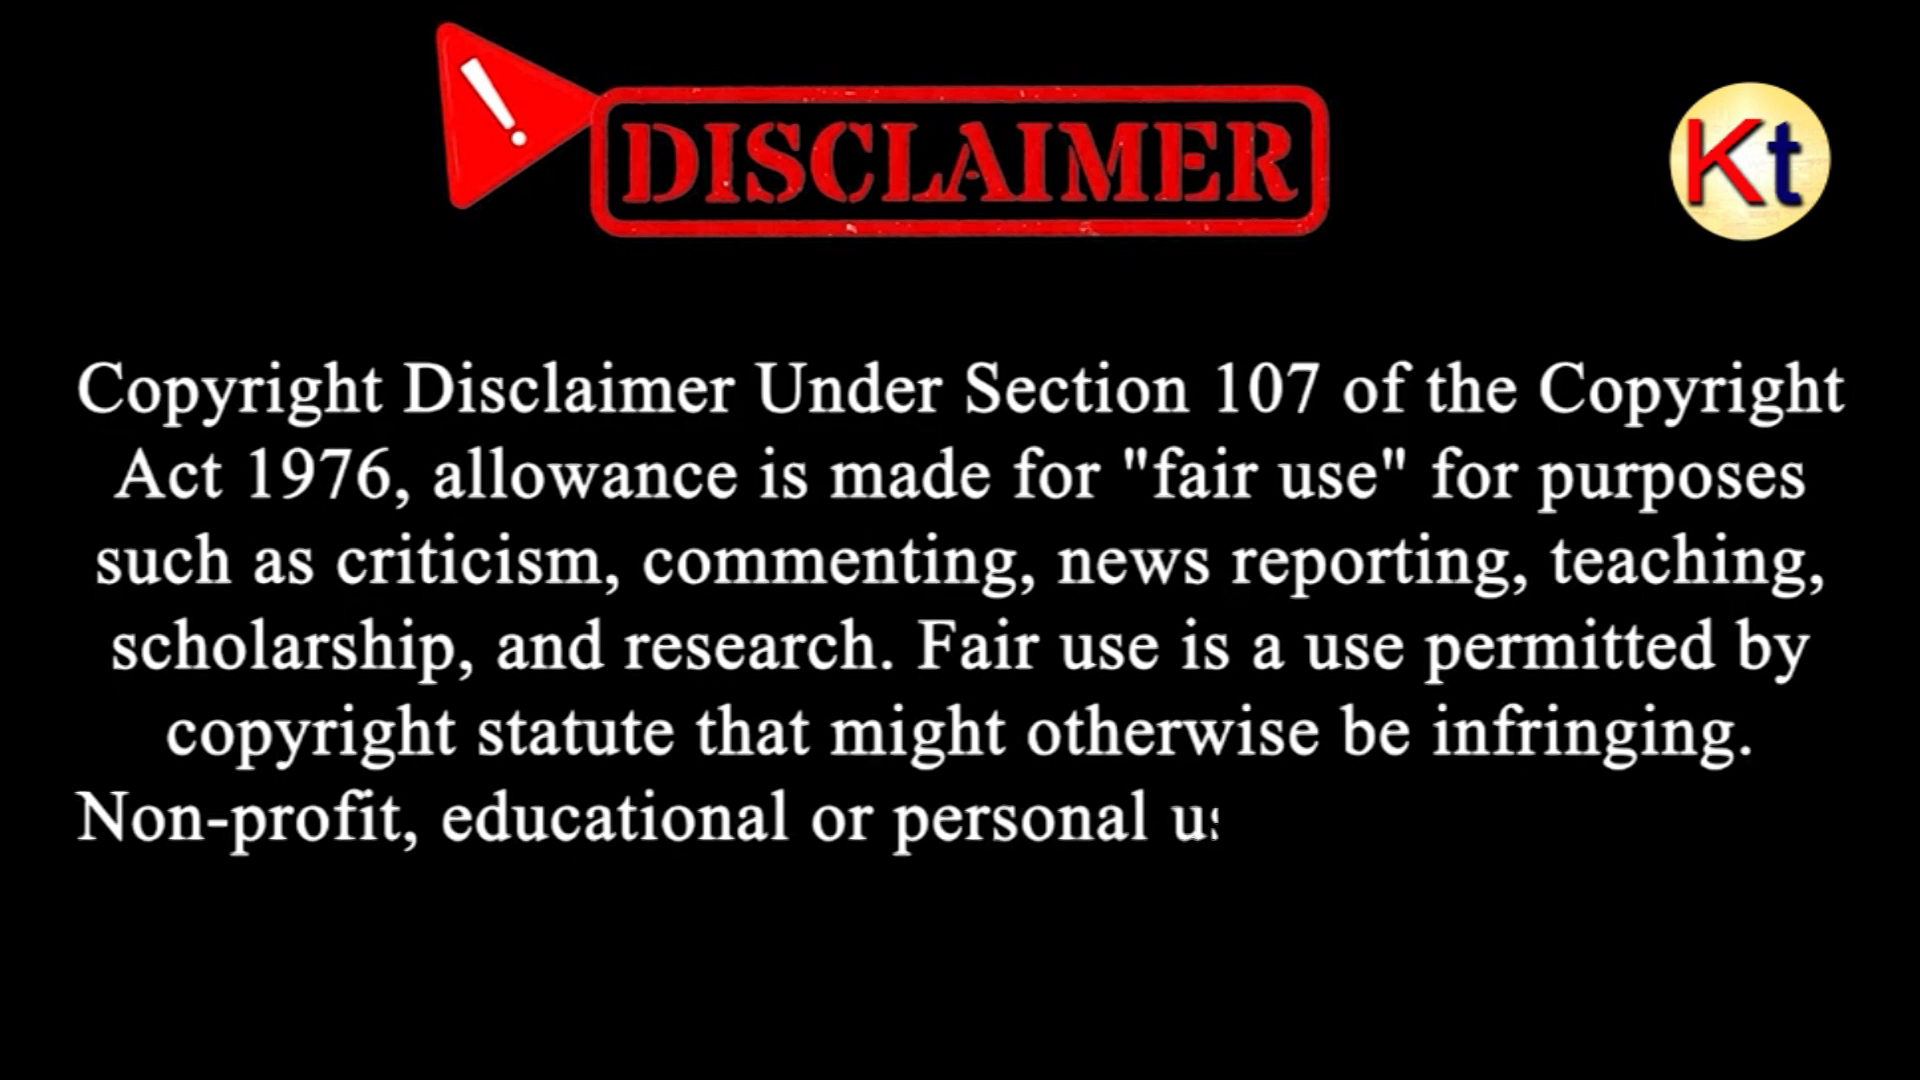 DISCLAIMER
Kt
Copyright Disclaimer Under Section 107 of the Copyright
Act 1976, allowance is made for "fair use" for purposes
such as criticism, commenting, news reporting, teaching,
scholarship, and research. Fair use is a use permitted by
copyright statute that might otherwise be infringing.
Non-profit, educational or personal